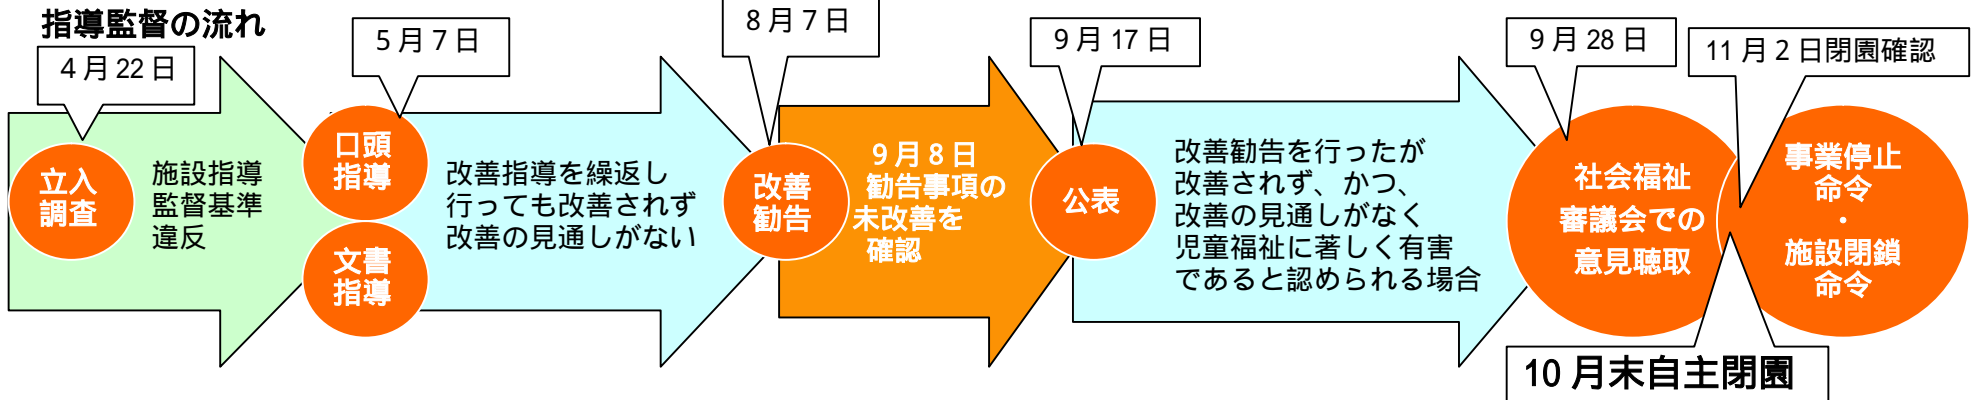 指導監督の流れ
4月22日
立入
調査
施設指導
監督基準
違反
5月7日
口頭
指導
文書
指導
改善指導を繰返し
行っても改善されず
改善の見通しがない
8月7日
改善
勧告
9月8日
勧告事項の
未改善を
確認
9月17日
公表
改善勧告を行ったが
改善されず、かつ、
改善の見通しがなく
児童福祉に著しく有害
であると認められる場合
9月28日
社会福祉
審議会での
意見聴取
10月末自主閉園
11月2日閉園確認
事業停止
命令
・
施設閉鎖
命令